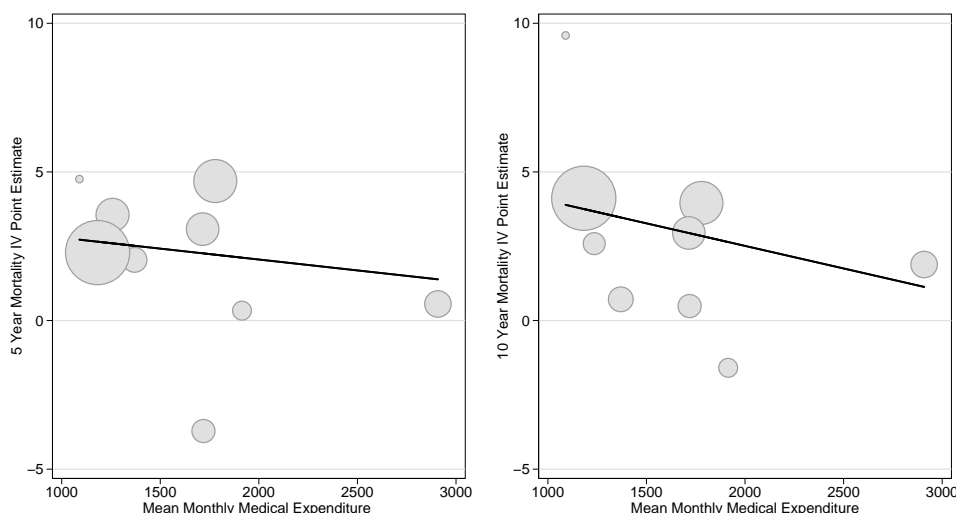 10
5
0
−5
5 Year Mortality IV Point Estimate
1000 1500 2000 2500 3000
Mean Monthly Medical Expenditure
10
5
0
−5
10 Year Mortality IV Point Estimate
1000 1500 2000 2500 3000
Mean Monthly Medical Expenditure